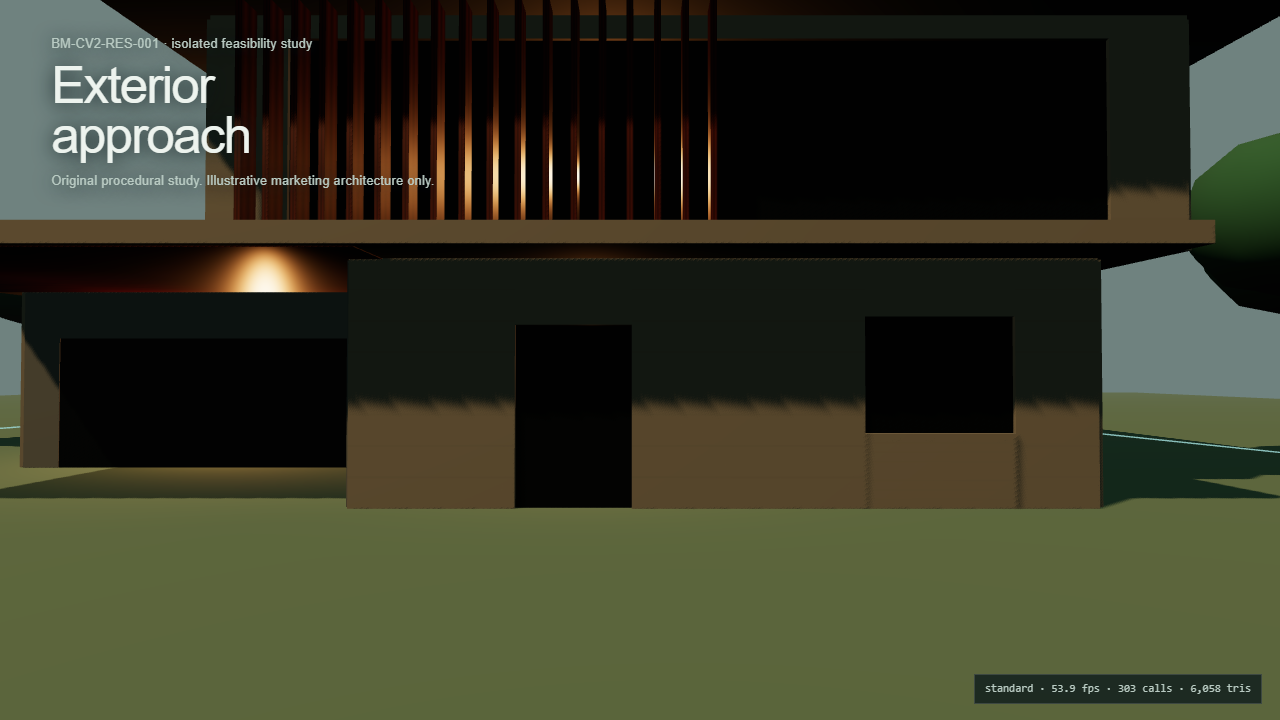 BM-CV2-RES-001 · isolated feasibility study
Exterior
approach
Original procedural study. Illustrative marketing architecture only.
standard · 53.9 fps · 303 calls · 6,058 tris